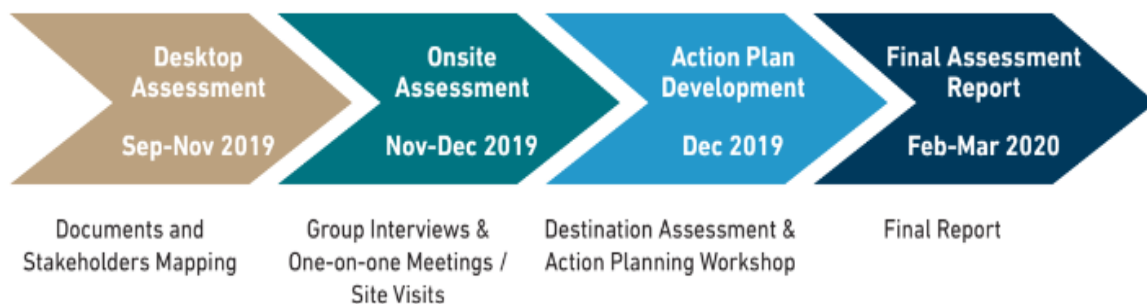 Desktop
Assessment
Sep-Nov 2019
Onsite
Assessment
Nov-Dec 2019
Action Plan
Development
Dec 2019
Final Assessment
Report
Feb-Mar 2020
Documents and
Stakeholders Mapping
Group Interviews &
One-on-one Meetings /
Site Visits
Destination Assessment &
Action Planning Workshop
Final Report